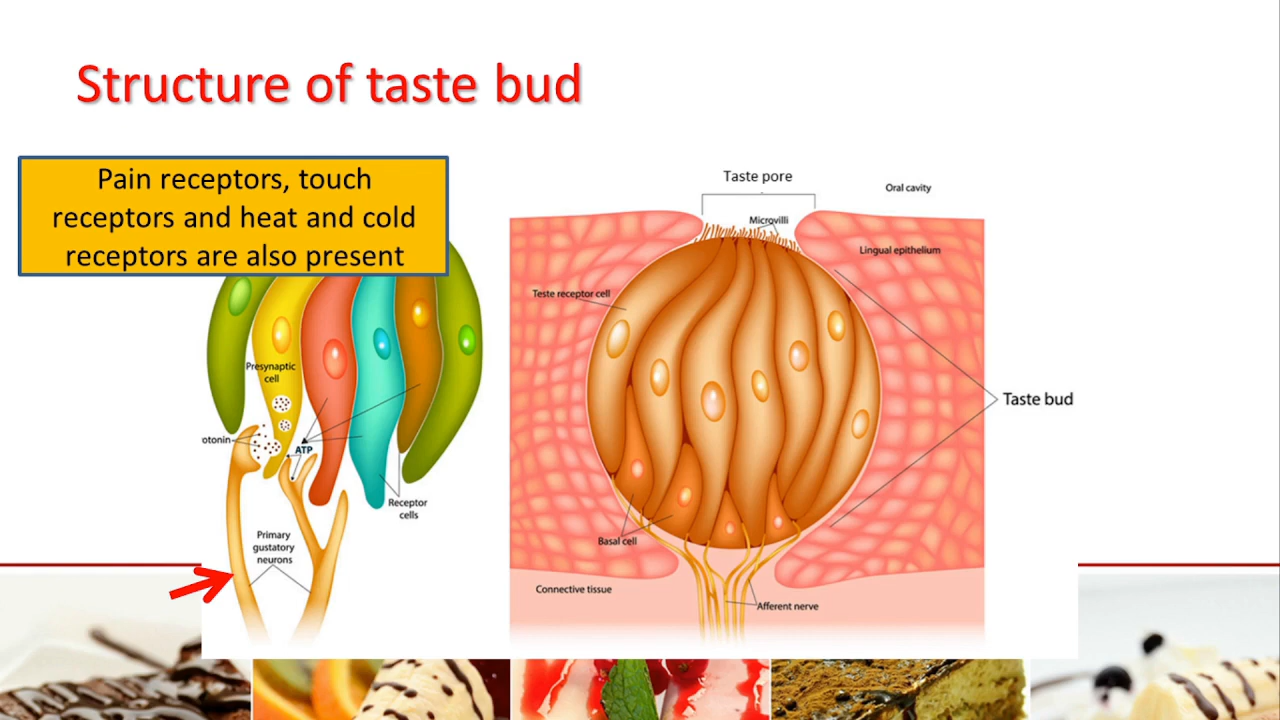 Structure of taste bud
Pain receptors, touch
receptors and heat and cold
receptors are also present
Presynaptic
cell
otonin
ATP
Receptor
cells
Primary
gustatory
neurons
Taste pore
Oral cavity
Microvilli
Lingual epithelium
Teste receptor cell
Taste bud
Basal cell
Connective tissue
Afferent nerve